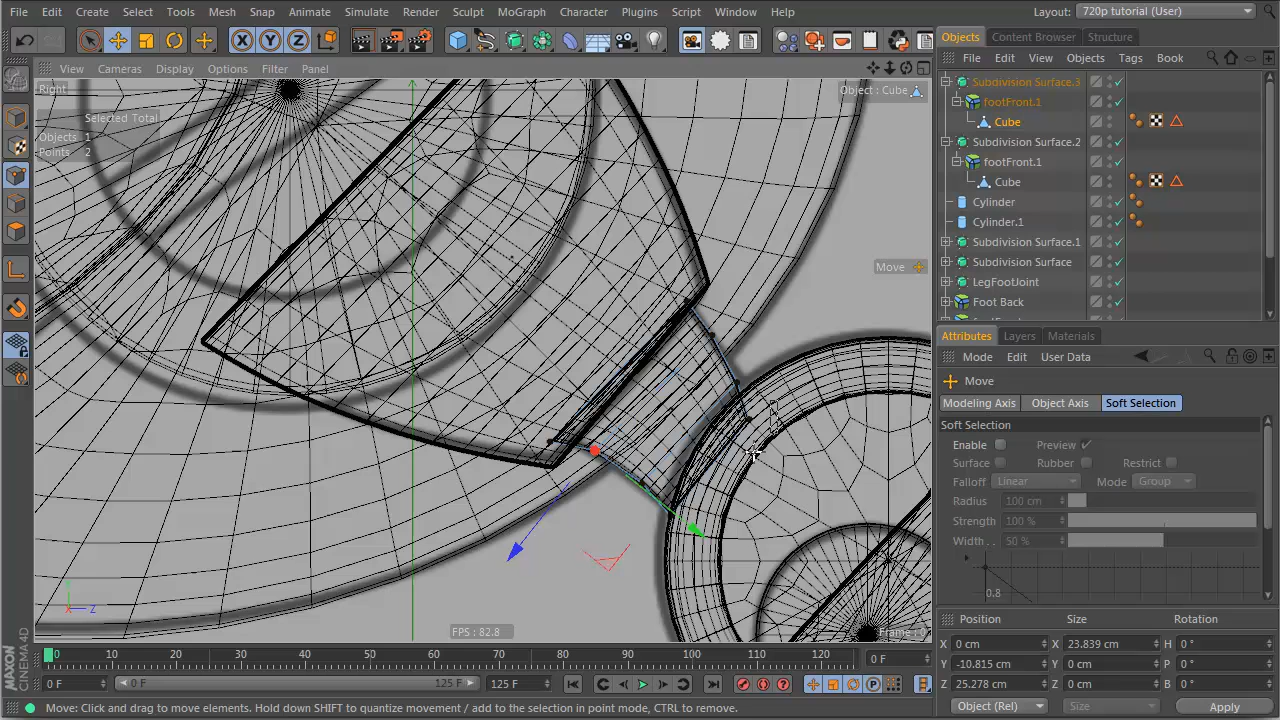 File Edit Create Select Tools Mesh Snap Animate Simulate Render Sculpt MoGraph Character Plugins Script Window Help Layout: 720p tutorial (User)
X Y Z
Objects Content Browser Structure
File Edit View Objects Tags Book
View Cameras Display Options Filter Panel
Right
Object : Cube
Selected Total
Objects 1
Points 2
Move
Subdivision Surface.3
footFront.1
Cube
Subdivision Surface.2
footFront.1
Cube
Cylinder
Cylinder.1
Subdivision Surface.1
Subdivision Surface
LegFootJoint
Foot Back
Attributes Layers Materials
Mode Edit User Data
Move
Modeling Axis Object Axis Soft Selection
Soft Selection
Enable Preview
Surface Rubber Restrict
Falloff Linear Mode Group
Radius 100 cm
Strength 100 %
Width . . 50 %
0.8
Y
X Z
FPS : 82.8
Frame : 0
0 10 20 30 40 50 60 70 80 90 100 110 120 0 F
0 F 0 F 125 F 125 F
P
Position Size Rotation
X 0 cm X 23.839 cm H 0 °
Y -10.815 cm Y 0 cm P 0 °
Z 25.278 cm Z 0 cm B 0 °
Object (Rel) Size Apply
MAXON CINEMA 4D
Move: Click and drag to move elements. Hold down SHIFT to quantize movement / add to the selection in point mode, CTRL to remove.